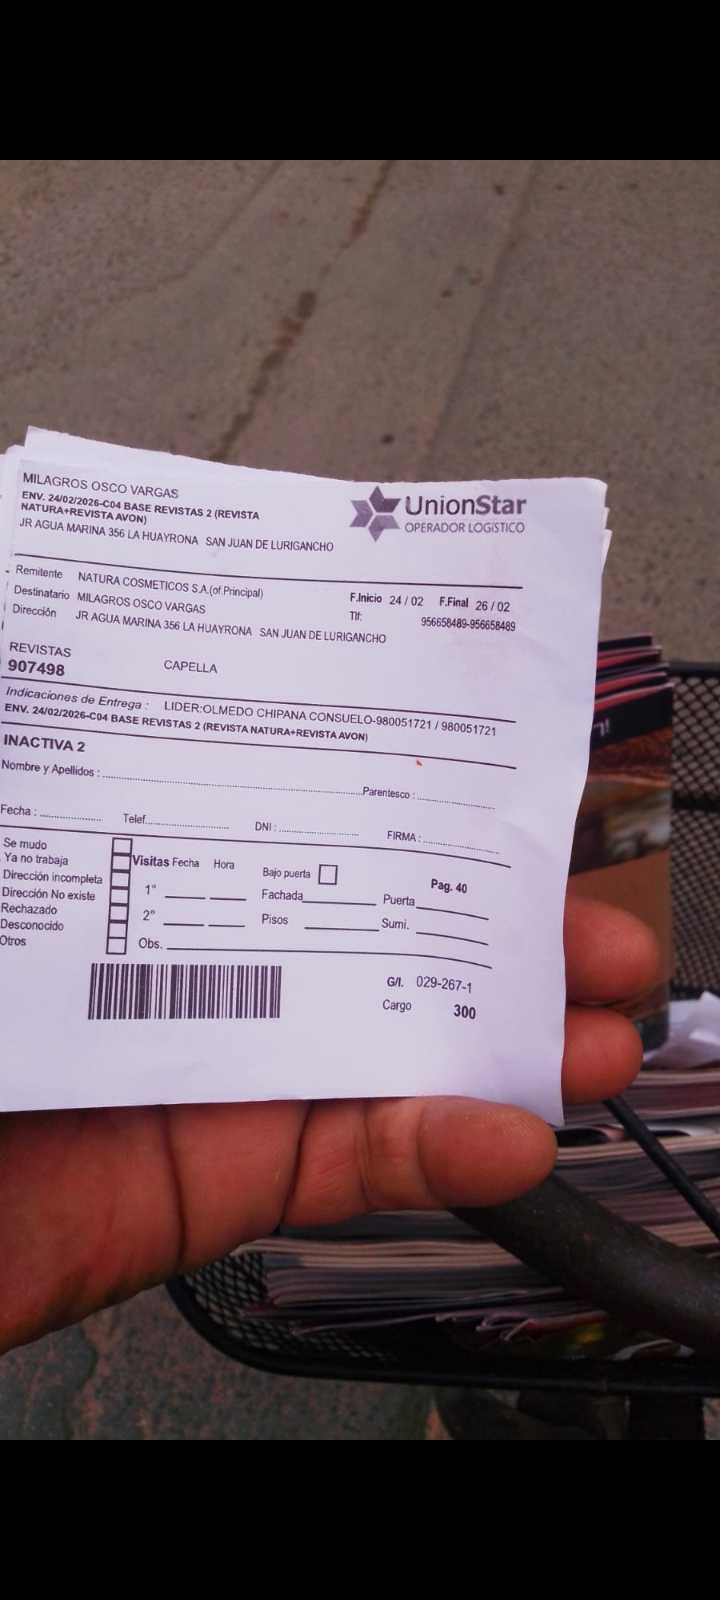 MILAGROS OSCO VARGAS
ENV. 24/02/2026-C04 BASE REVISTAS 2 (REVISTA
NATURA+REVISTA AVON)
JR AGUA MARINA 356 LA HUAYRONA SAN JUAN DE LURIGANCHO
UnionStar
OPERADOR LOGíSTICO
Remitente NATURA COSMETICOS S.A.(of.Principal)
Destinatario MILAGROS OSCO VARGAS
Dirección JR AGUA MARINA 356 LA HUAYRONA SAN JUAN DE LURIGANCHO
F.Inicio 24 / 02 F.Final 26 / 02
Tlf: 956658489-956658489
REVISTAS
907498 CAPELLA
Indicaciones de Entrega : LIDER:OLMEDO CHIPANA CONSUELO-980051721 / 980051721
ENV. 24/02/2026-C04 BASE REVISTAS 2 (REVISTA NATURA+REVISTA AVON)
INACTIVA 2
Nombre y Apellidos : Parentesco :
Fecha : Telef. DNI : FIRMA :
Se mudo
Ya no trabaja
Dirección incompleta
Dirección No existe
Rechazado
Desconocido
Otros
Visitas Fecha Hora Bajo puerta Pag. 40
1° Fachada Puerta
2° Pisos Sumi.
Obs.
G/I. 029-267-1
Cargo 300